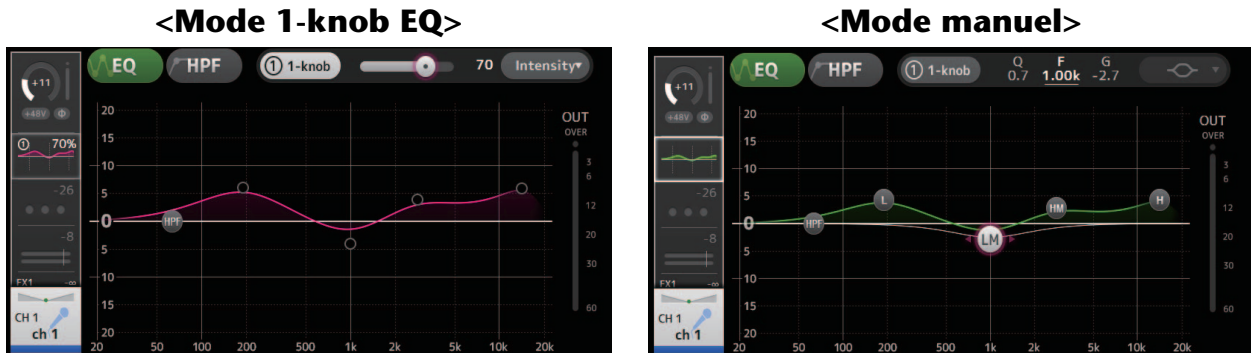 <Mode 1-knob EQ>
+11
+48V Φ
EQ
HPF
1 1-knob
70
Intensity
1 70%
-26
-8
FX1 -∞
CH 1
ch 1
20
15
10
5
0
5
10
15
20
HPF
20 50 100 200 500 1k 2k 5k 10k 20k
OUT
OVER
3
6
12
20
30
60
<Mode manuel>
+11
+48V Φ
EQ
HPF
1 1-knob
Q F G
0.7 1.00k -2.7
-26
-8
FX1 -∞
CH 1
ch 1
20
15
10
5
0
5
10
15
20
HPF
L
LM
HM
H
20 50 100 200 500 1k 2k 5k 10k 20k
OUT
OVER
3
6
12
20
30
60